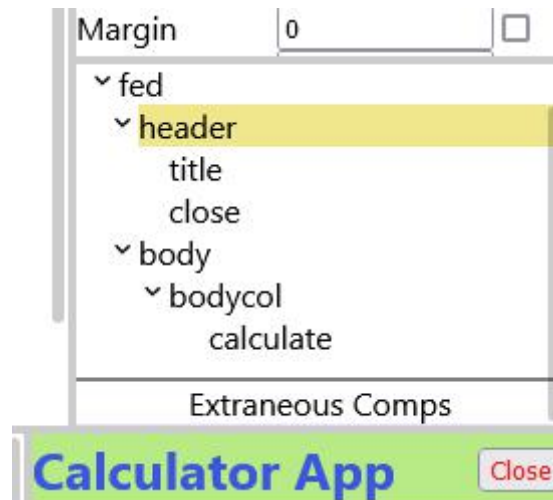 Margin 0
fed
header
title
close
body
bodycol
calculate
Extraneous Comps
Calculator App Close